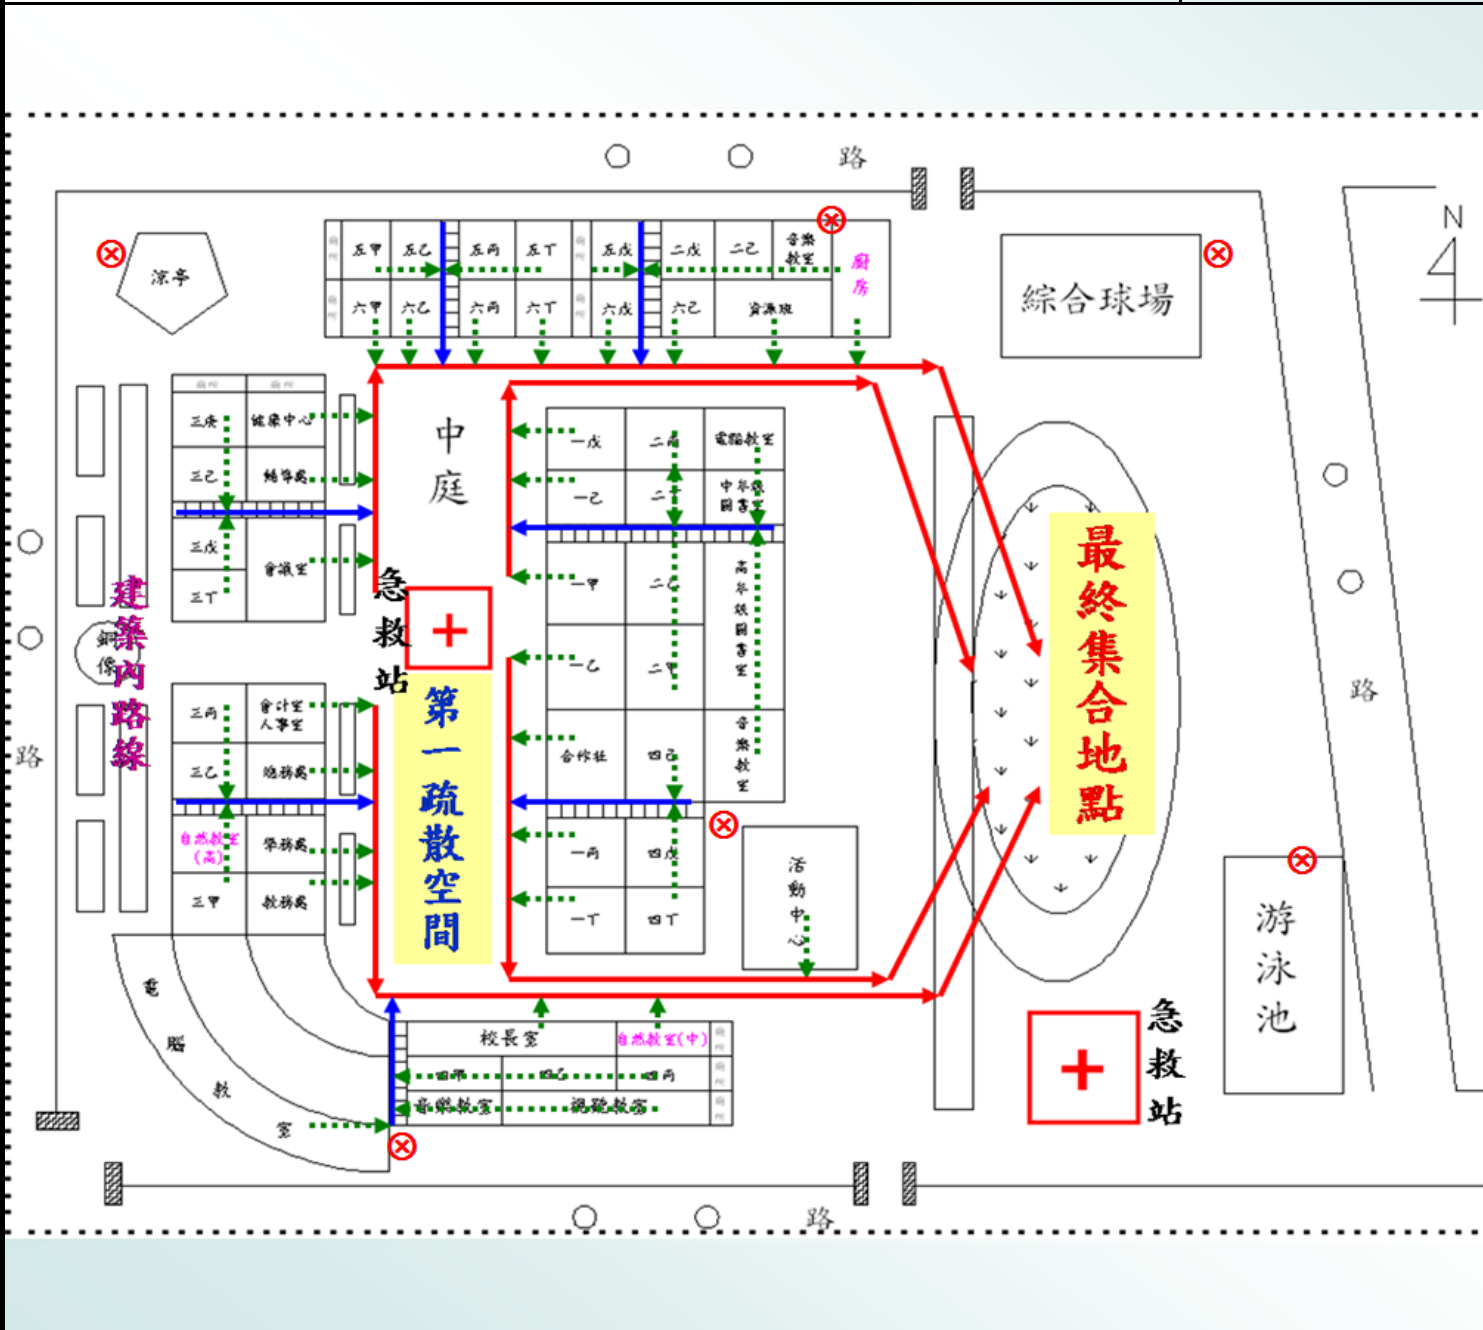 路
N
涼亭
綜合球場
五甲
五乙
五丙
五丁
五戊
二戊
二己
音樂
教室
廚
房
六甲
六乙
六丙
六丁
六戊
六己
資源班
廁所
廁所
三庚
健康中心
三己
輔導處
三戊
會議室
三丁
中
庭
急
救
站
建
築
內
路
線
銅
像
路
三丙
會計室
人事室
三乙
總務處
自然教室
(高)
學務處
三甲
教務處
第
一
疏
散
空
間
一戊
二丙
電腦教室
一己
二丁
中年級
圖書室
一甲
二乙
高
年
級
圖
書
室
一乙
二甲
合作社
四己
音
樂
教
室
一丙
四戊
一丁
四丁
活
動
中
心
最
終
集
合
地
點
路
游
泳
池
急
救
站
電
腦
教
室
校長室
自然教室(中)
四甲
四乙
四丙
音樂教室
視聽教室
路